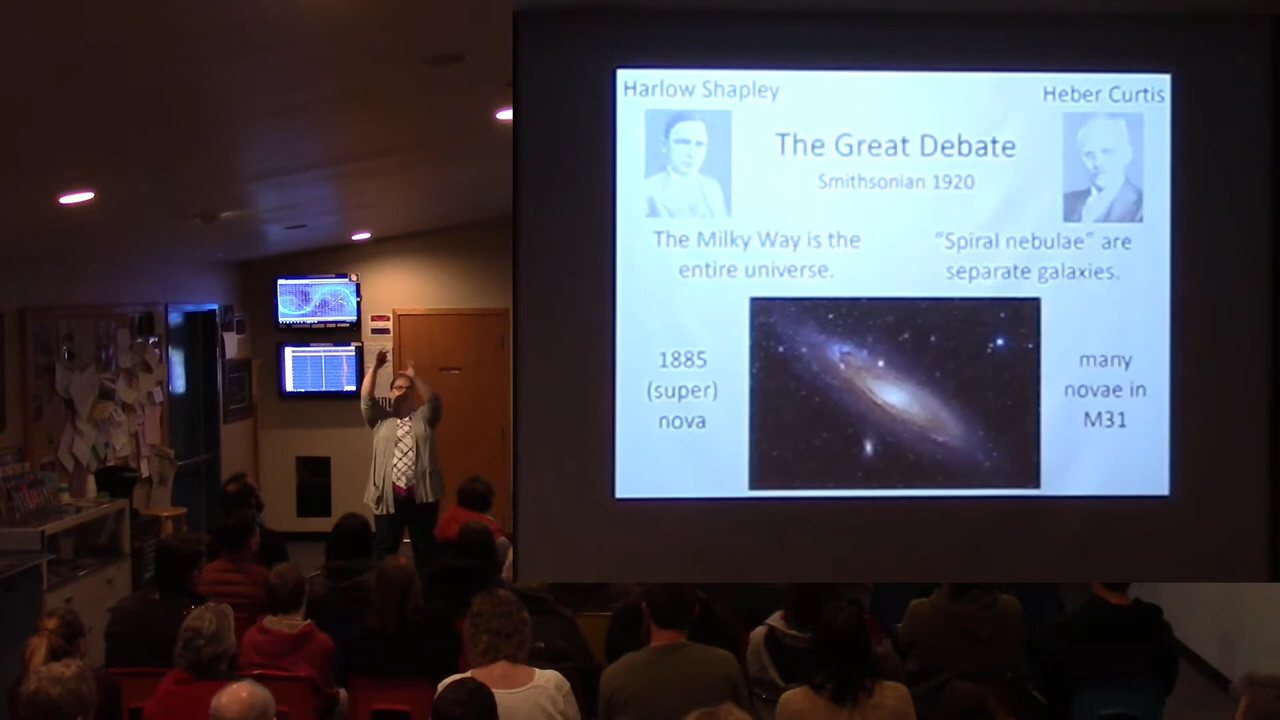 Harlow Shapley
Heber Curtis
The Great Debate
Smithsonian 1920
The Milky Way is the
entire universe.
"Spiral nebulae" are
separate galaxies.
1885
(super)
nova
many
novae in
M31